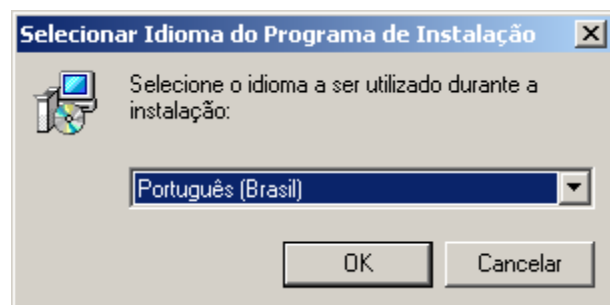 Selecionar Idioma do Programa de Instalação
Selecione o idioma a ser utilizado durante a
instalação:
Português (Brasil)
OK
Cancelar